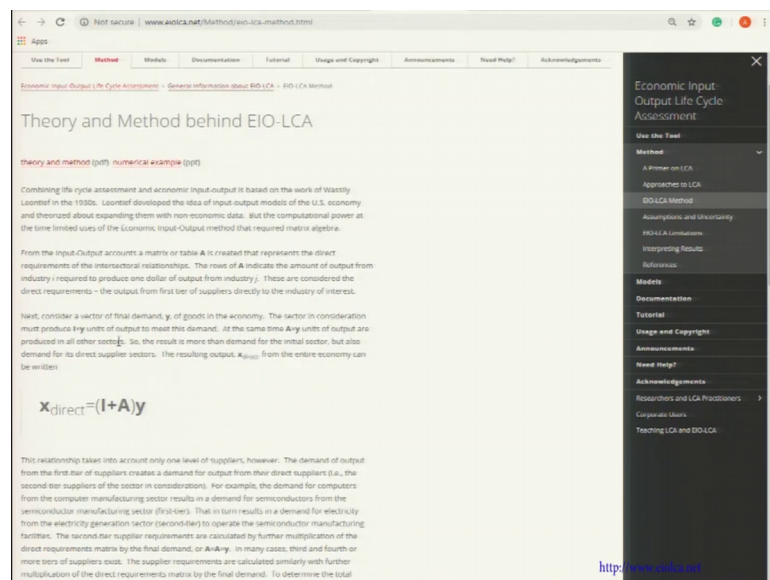 Not secure | www.eiolca.net/Method/eio-lca-method.html
Apps
Use the Tool Method Models Documentation Tutorial Usage and Copyright Announcements Need Help? Acknowledgements
Economic Input-Output Life Cycle Assessment > General Information about EIO-LCA > EIO-LCA Method
Theory and Method behind EIO-LCA
theory and method (pdf) numerical example (ppt)
Combining life cycle assessment and economic input-output is based on the work of Wassily
Leontief in the 1930s. Leontief developed the idea of input-output models of the U.S. economy
and theorized about expanding them with non-economic data. But the computational power at
the time limited uses of the Economic Input-Output method that required matrix algebra.
From the Input-Output accounts a matrix or table A is created that represents the direct
requirements of the intersectoral relationships. The rows of A indicate the amount of output from
industry i required to produce one dollar of output from industry j. These are considered the
direct requirements – the output from first tier of suppliers directly to the industry of interest.
Next, consider a vector of final demand, y, of goods in the economy. The sector in consideration
must produce I×y units of output to meet this demand. At the same time A×y units of output are
produced in all other sectors. So, the result is more than demand for the initial sector, but also
demand for its direct supplier sectors. The resulting output, x direct from the entire economy can
be written
x direct=(I+A)y
This relationship takes into account only one level of suppliers, however. The demand of output
from the first-tier of suppliers creates a demand for output from their direct suppliers (i.e., the
second-tier suppliers of the sector in consideration). For example, the demand for computers
from the computer manufacturing sector results in a demand for semiconductors from the
semiconductor manufacturing sector (first-tier). That in turn results in a demand for electricity
from the electricity generation sector (second-tier) to operate the semiconductor manufacturing
facilities. The second-tier supplier requirements are calculated by further multiplication of the
direct requirements matrix by the final demand, or A×A×y. In many cases, third and fourth or
more tiers of suppliers exist. The supplier requirements are calculated similarly with further
multiplication of the direct requirements matrix by the final demand. To determine the total
Economic Input-
Output Life Cycle
Assessment
Use the Tool
Method
A Primer on LCA
Approaches to LCA
EIO-LCA Method
Assumptions and Uncertainty
EIO-LCA Limitations
Interpreting Results
References
Models
Documentation
Tutorial
Usage and Copyright
Announcements
Need Help?
Acknowledgements
Researchers and LCA Practitioners
Corporate Users
Teaching LCA and EIO-LCA
http://www.eiolca.net